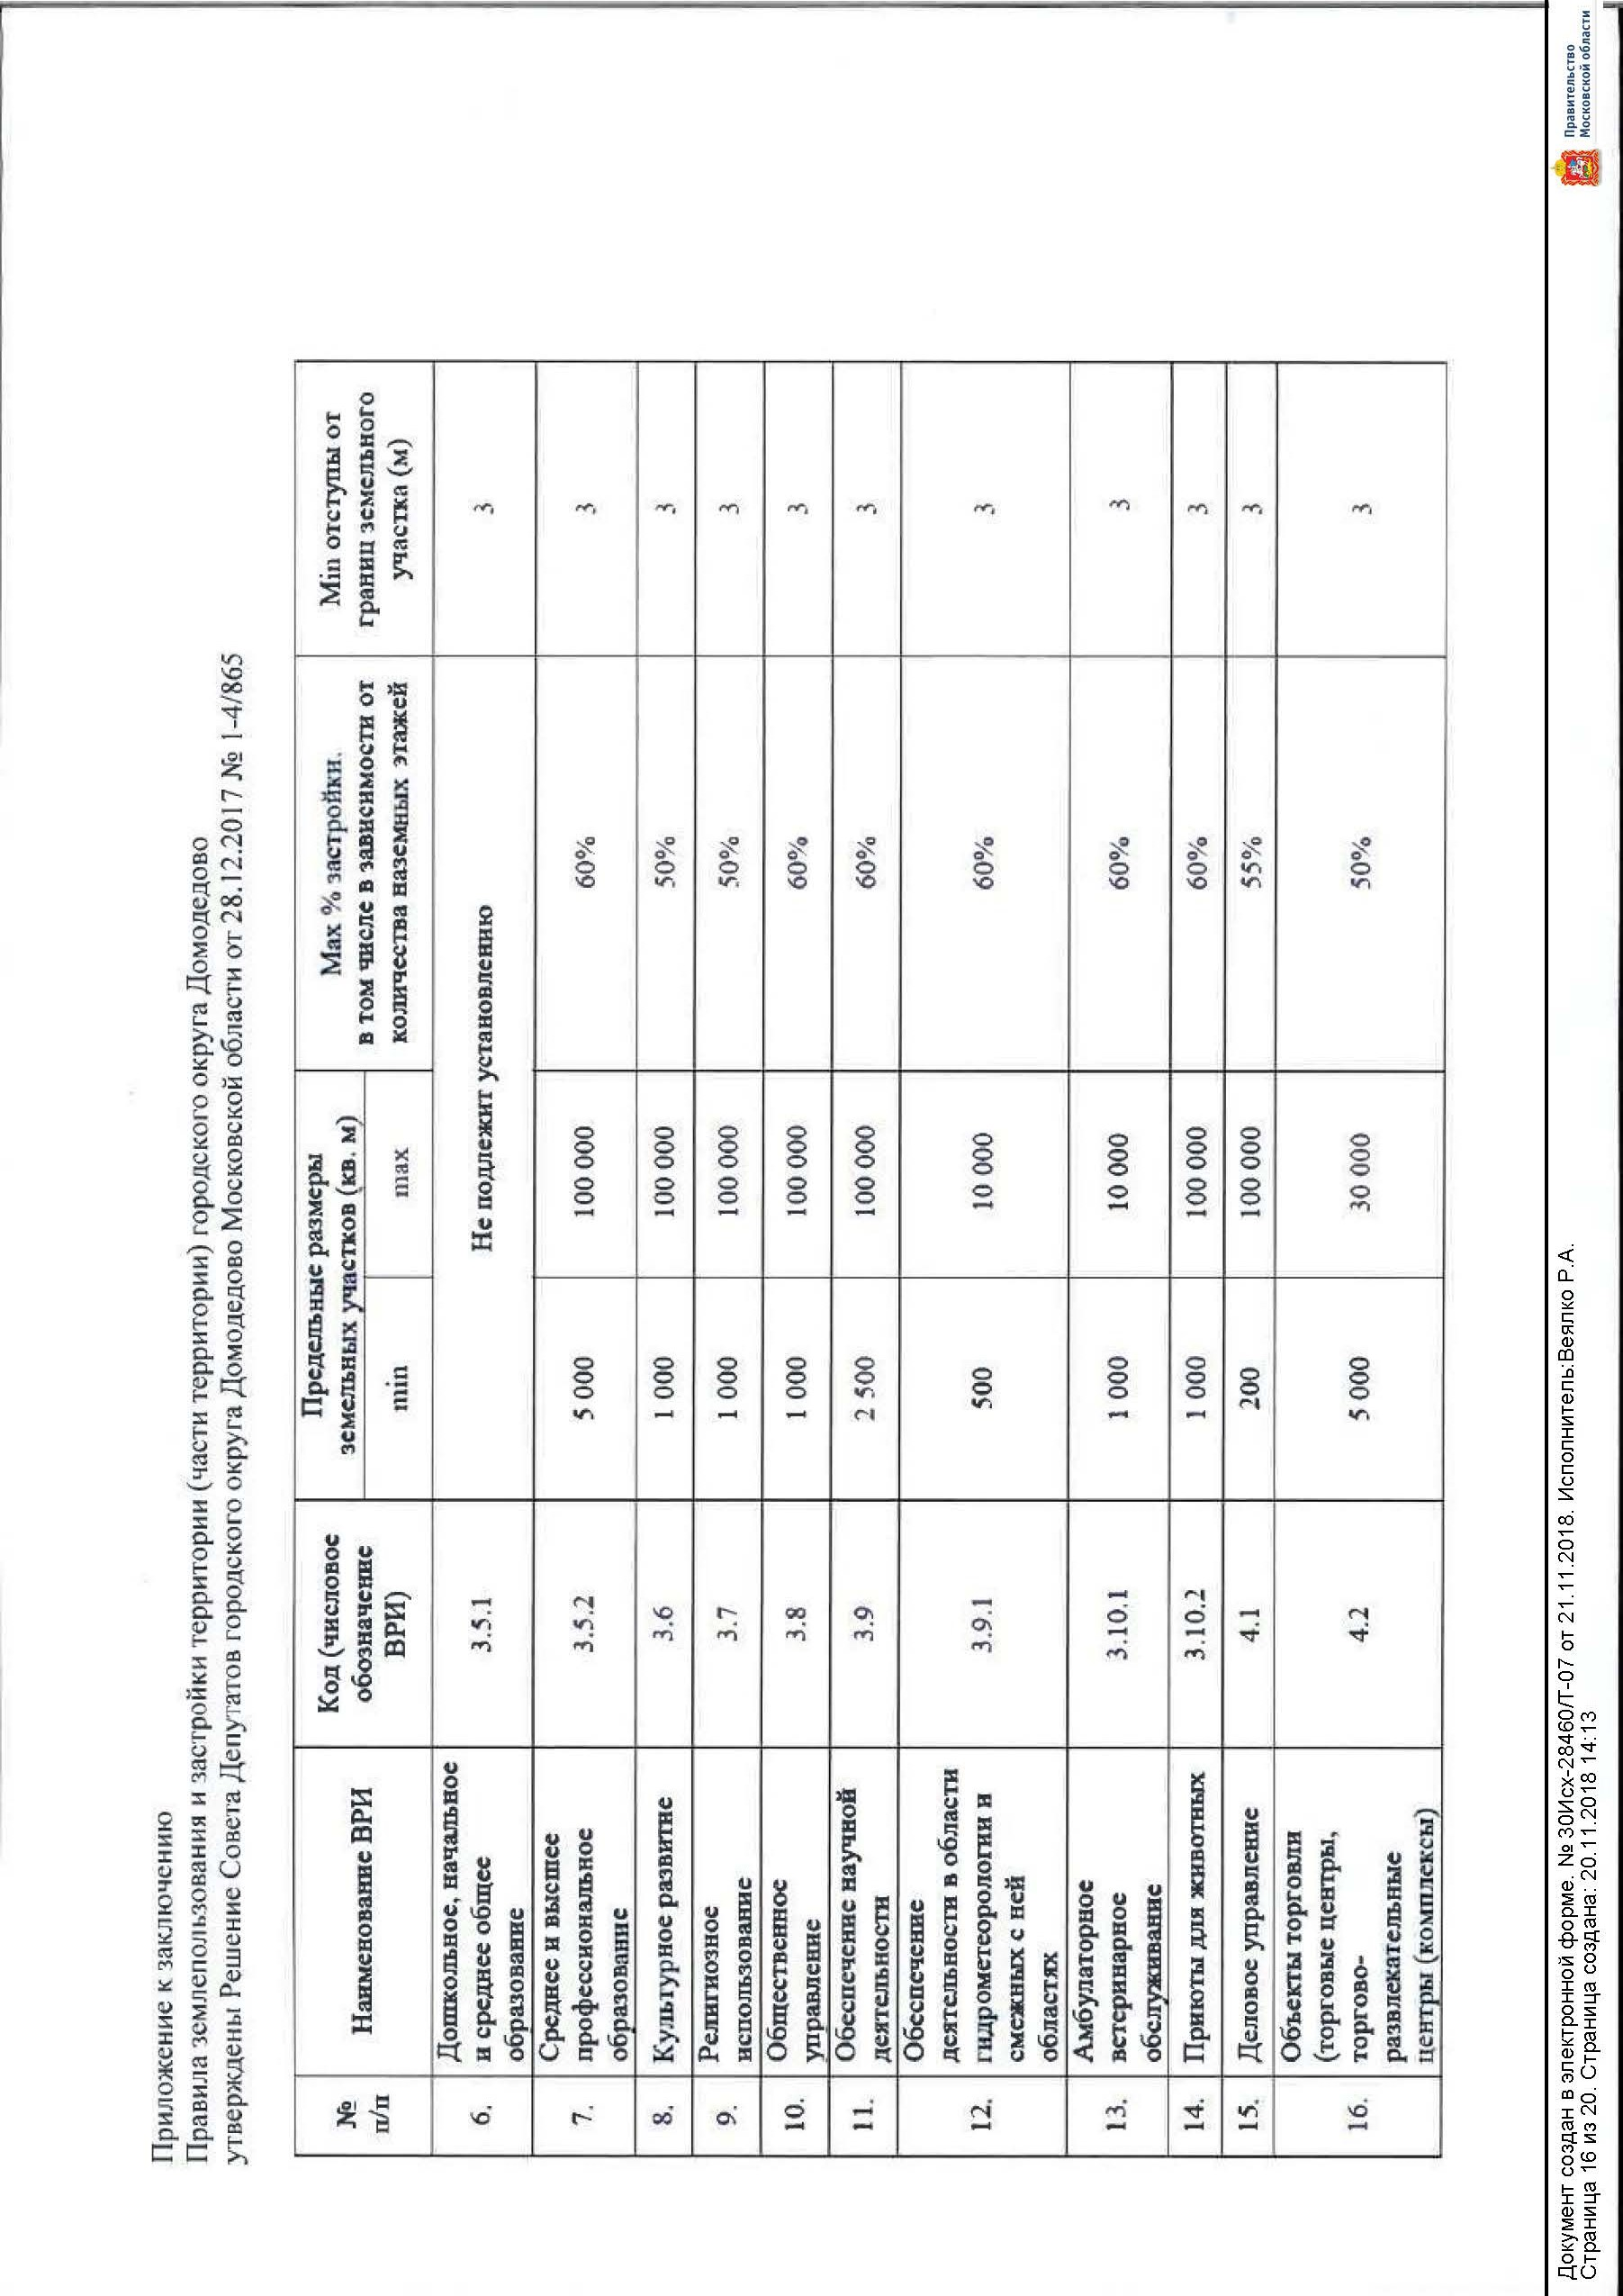 Приложение к заключению
Правила землепользования и застройки территории (части территории) городского округа Домодедово
утверждены Решение Совета Депутатов городского округа Домодедово Московской области от 28.12.2017 № 1-4/865
№ п/п
Наименование ВРИ
Код (числовое
обозначение
ВРИ)
Предельные размеры
земельных участков (кв. м)
min
max
Max % застройки.
в том числе в зависимости от
количества наземных этажей
Min отступы от
границ земельного
участка (м)
6.
Дошкольное, начальное
и среднее общее
образование
3.5.1
Не подлежит установлению
3
7.
Среднее и высшее
профессиональное
образование
3.5.2
5 000
100 000
60%
3
8.
Культурное развитие
3.6
1 000
100 000
50%
3
9.
Религиозное
использование
3.7
1 000
100 000
50%
3
10.
Общественное
управление
3.8
1 000
100 000
60%
3
11.
Обеспечение научной
деятельности
3.9
2 500
100 000
60%
3
12.
Обеспечение
деятельности в области
гидрометеорологии и
смежных с ней
областях
3.9.1
500
10 000
60%
3
13.
Амбулаторное
ветеринарное
обслуживание
3.10.1
1 000
10 000
60%
3
14.
Приюты для животных
3.10.2
1 000
100 000
60%
3
15.
Деловое управление
4.1
200
100 000
55%
3
16.
Объекты торговли
(торговые центры,
торгово-
развлекательные
центры (комплексы)
4.2
5 000
30 000
50%
3
Документ создан в электронной форме. № 30Исх-28460/Т-07 от 21.11.2018. Исполнитель:Веялко Р.А.
Страница 16 из 20. Страница создана: 20.11.2018 14:13
Правительство
Московской области